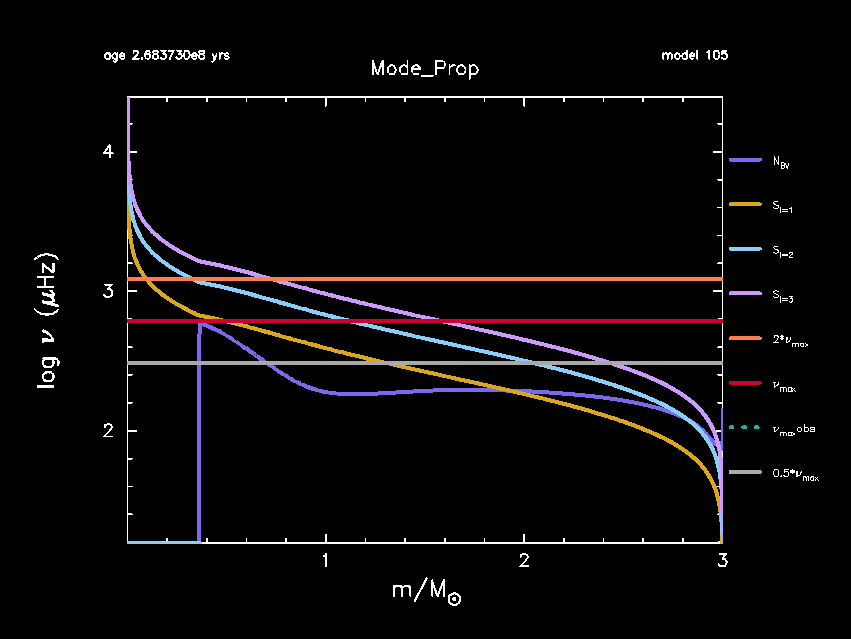 age 2.683730e8 yrs
model 105
Mode_Prop
4
3
2
log ν (μHz)
1
2
3
m/M☉
N_BV
S_l=1
S_l=2
S_l=3
2*ν_max
ν_max
ν_max obs
0.5*ν_max